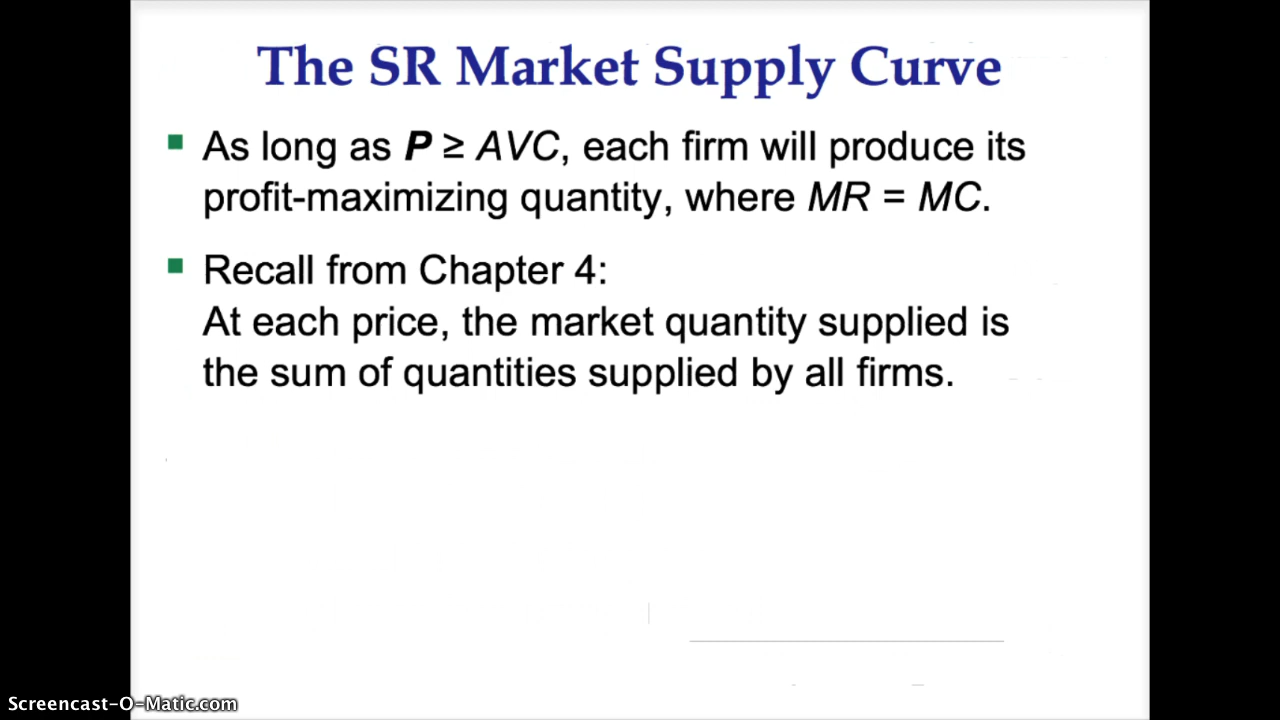 The SR Market Supply Curve
As long as P ≥ AVC, each firm will produce its
profit-maximizing quantity, where MR = MC.
Recall from Chapter 4:
At each price, the market quantity supplied is
the sum of quantities supplied by all firms.
Screencast-O-Matic.com